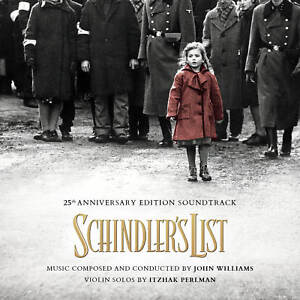 25th ANNIVERSARY EDITION SOUNDTRACK
SCHINDLER'S LIST
MUSIC COMPOSED AND CONDUCTED BY JOHN WILLIAMS
VIOLIN SOLOS BY ITZHAK PERLMAN